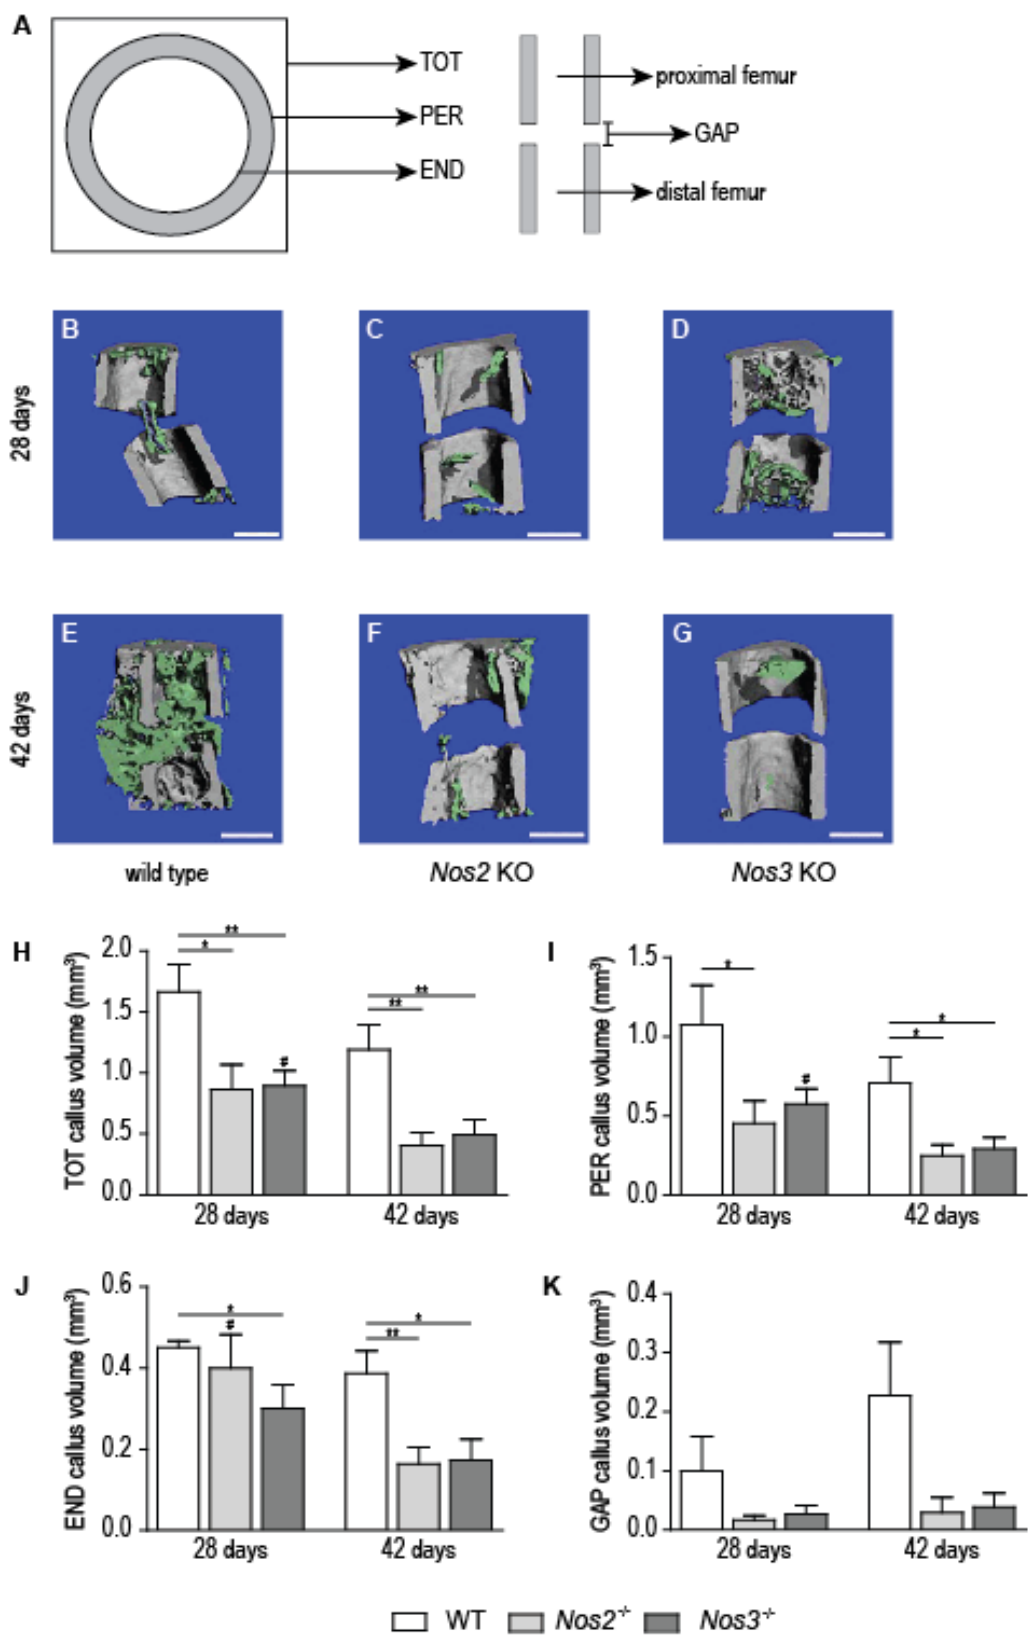 A
TOT
PER
END
proximal femur
GAP
distal femur
28 days
B
C
D
42 days
E
F
G
wild type
Nos2 KO
Nos3 KO
H
TOT callus volume (mm³)
2.0
1.5
1.0
0.5
0.0
** 
*
#
**
**
28 days
42 days
I
PER callus volume (mm³)
1.5
1.0
0.5
0.0
*
#
*
*
28 days
42 days
J
END callus volume (mm³)
0.6
0.4
0.2
0.0
*
#
*
**
28 days
42 days
K
GAP callus volume (mm³)
0.4
0.3
0.2
0.1
0.0
28 days
42 days
WT
Nos2⁻/⁻
Nos3⁻/⁻